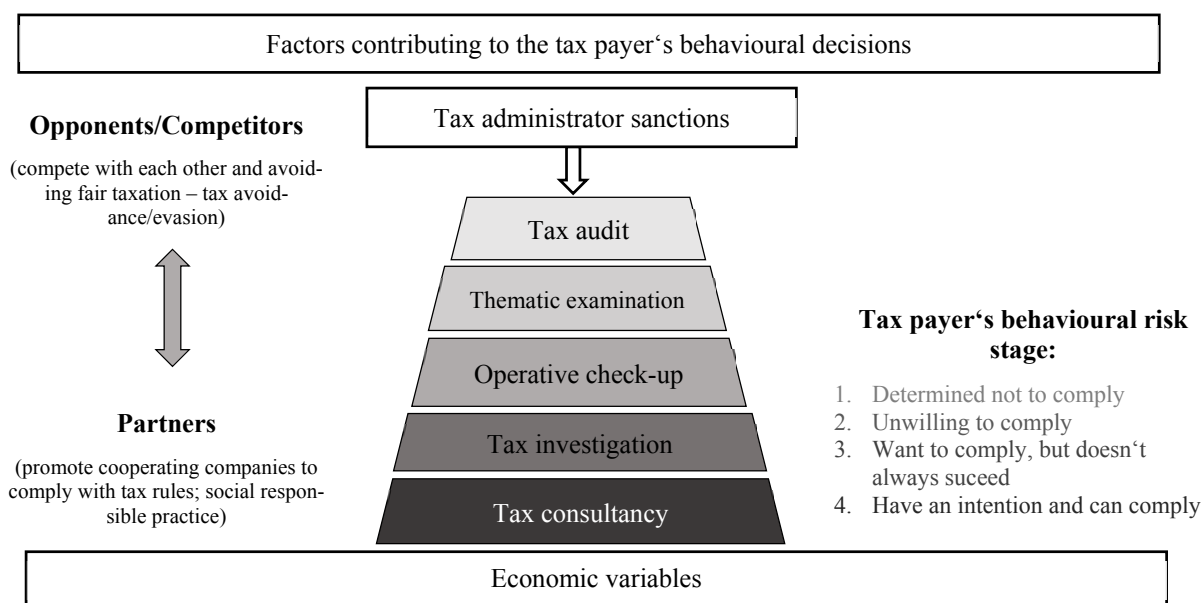 Factors contributing to the tax payer‘s behavioural decisions
Tax administrator sanctions
Opponents/Competitors
(compete with each other and avoid-
ing fair taxation – tax avoid-
ance/evasion)
Tax audit
Thematic examination
Operative check-up
Tax investigation
Tax consultancy
Partners
(promote cooperating companies to
comply with tax rules; social respon-
sible practice)
Tax payer‘s behavioural risk
stage:
1. Determined not to comply
2. Unwilling to comply
3. Want to comply, but doesn‘t
always suceed
4. Have an intention and can comply
Economic variables